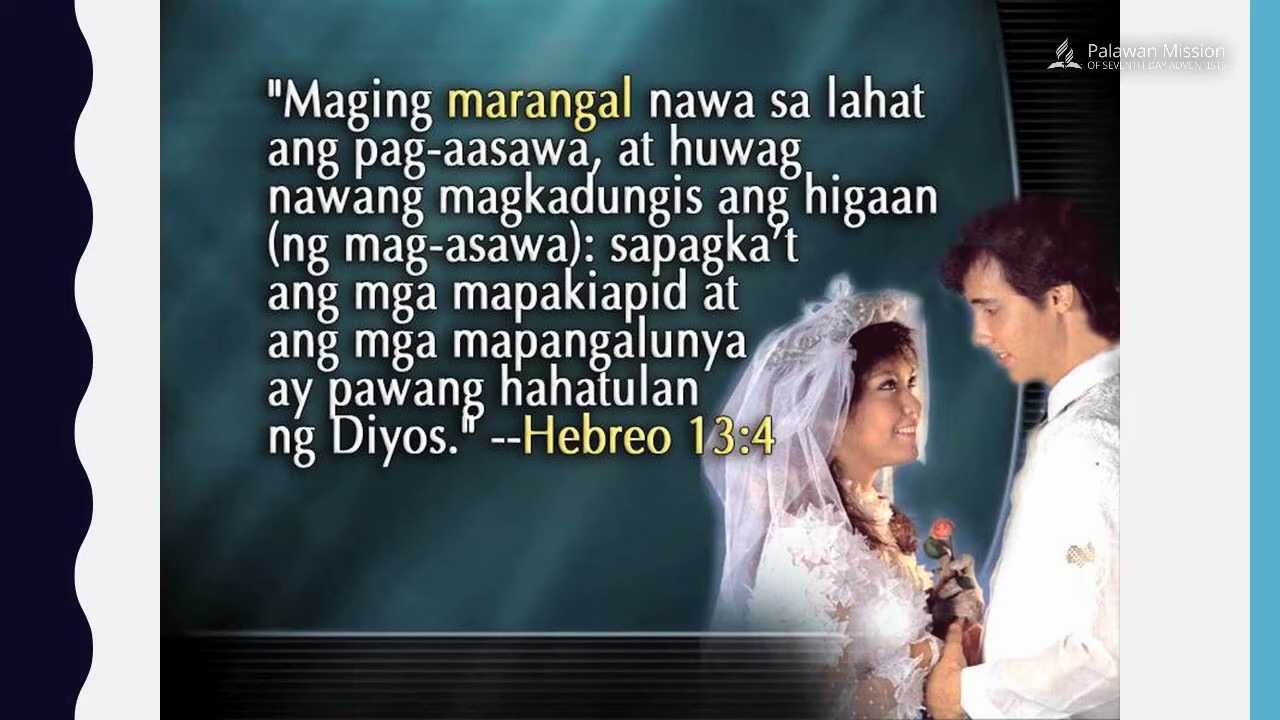 Palawan Mission
OF SEVENTH DAY ADVENTISTS
"Maging marangal nawa sa lahat
ang pag-aasawa, at huwag
nawang magkadungis ang higaan
(ng mag-asawa): sapagka't
ang mga mapakiapid at
ang mga mapangalunya
ay pawang hahatulan
ng Diyos." --Hebreo 13:4